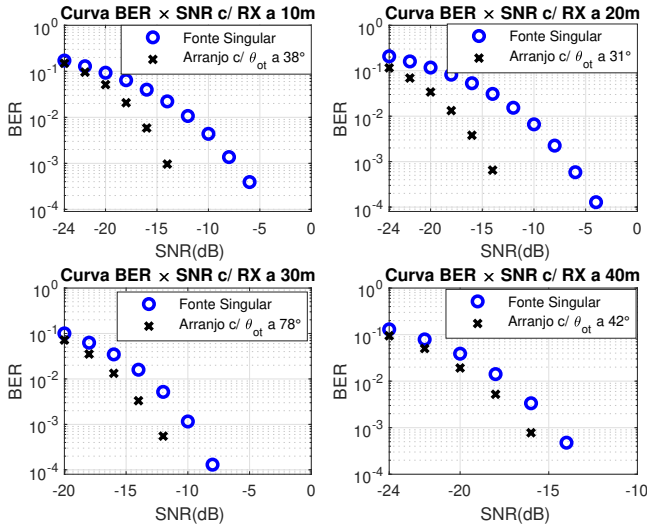 Curva BER × SNR c/ RX a 10m
BER
10^0
10^-1
10^-2
10^-3
10^-4
Fonte Singular
Arranjo c/ θ_ot a 38°
-24 -20 -15 -10 -5 0
SNR(dB)
Curva BER × SNR c/ RX a 20m
BER
10^0
10^-1
10^-2
10^-3
10^-4
Fonte Singular
Arranjo c/ θ_ot a 31°
-24 -20 -15 -10 -5 0
SNR(dB)
Curva BER × SNR c/ RX a 30m
BER
10^0
10^-1
10^-2
10^-3
10^-4
Fonte Singular
Arranjo c/ θ_ot a 78°
-20 -15 -10 -5 0
SNR(dB)
Curva BER × SNR c/ RX a 40m
BER
10^0
10^-1
10^-2
10^-3
10^-4
Fonte Singular
Arranjo c/ θ_ot a 42°
-24 -20 -15 -10
SNR(dB)